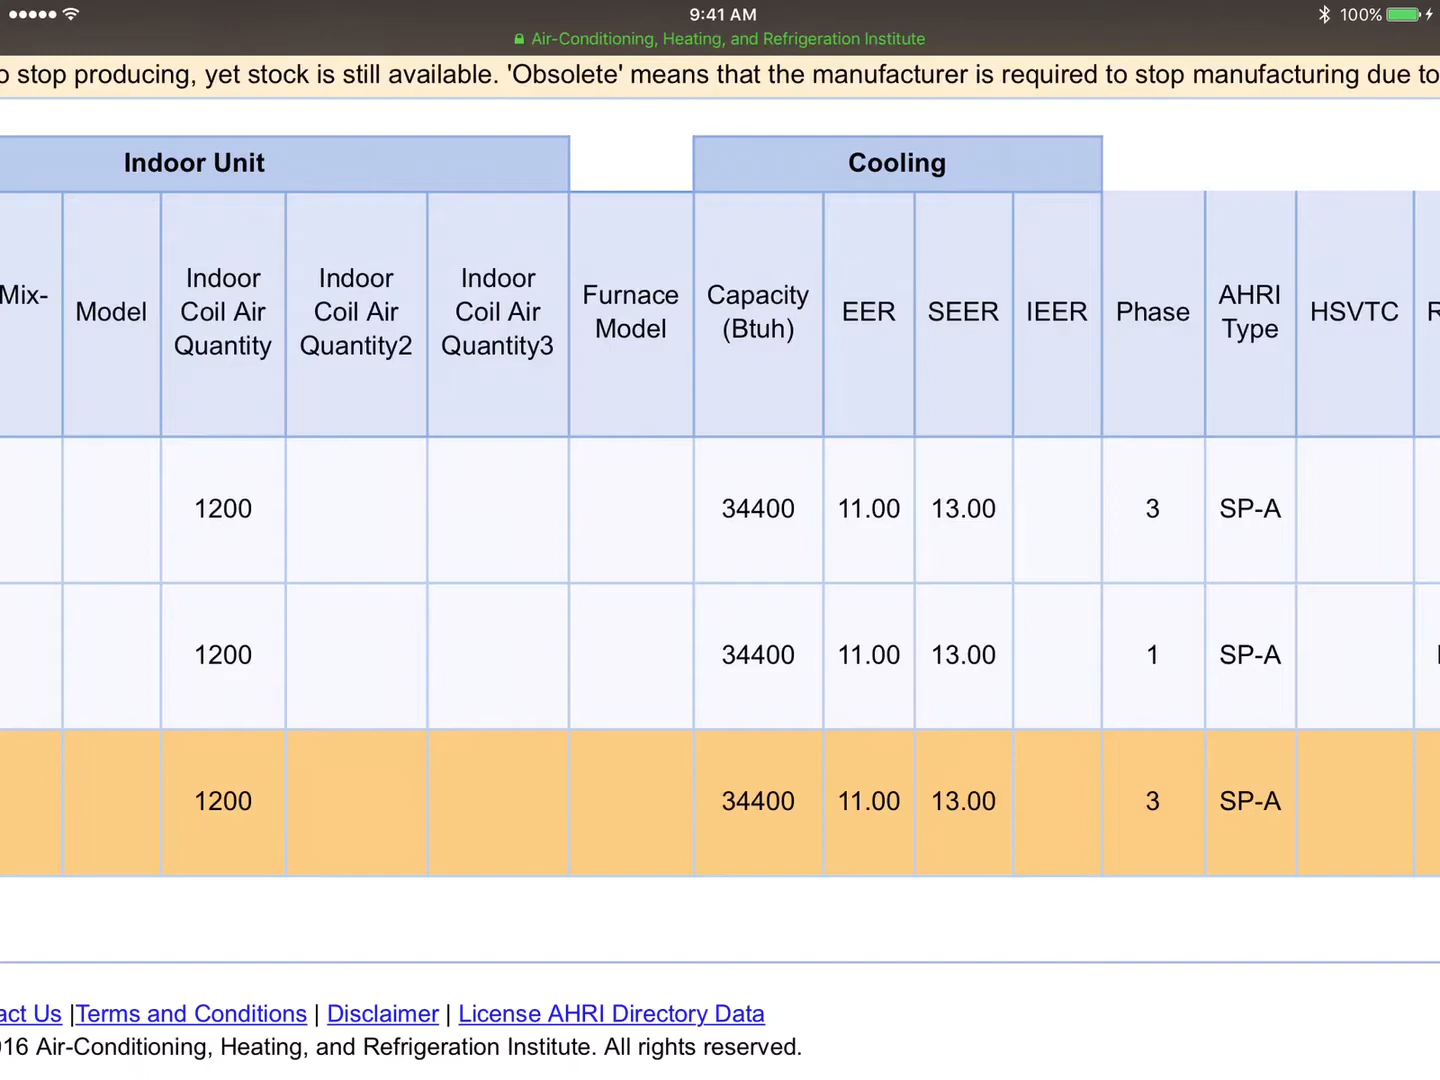 9:41 AM
100%
Air-Conditioning, Heating, and Refrigeration Institute
o stop producing, yet stock is still available. 'Obsolete' means that the manufacturer is required to stop manufacturing due to
Indoor Unit
Cooling
Mix-
Model
Indoor
Coil Air
Quantity
Indoor
Coil Air
Quantity2
Indoor
Coil Air
Quantity3
Furnace
Model
Capacity
(Btuh)
EER
SEER
IEER
Phase
AHRI
Type
HSVTC
1200 34400 11.00 13.00 3 SP-A
1200 34400 11.00 13.00 1 SP-A
1200 34400 11.00 13.00 3 SP-A
act Us |Terms and Conditions | Disclaimer | License AHRI Directory Data
16 Air-Conditioning, Heating, and Refrigeration Institute. All rights reserved.